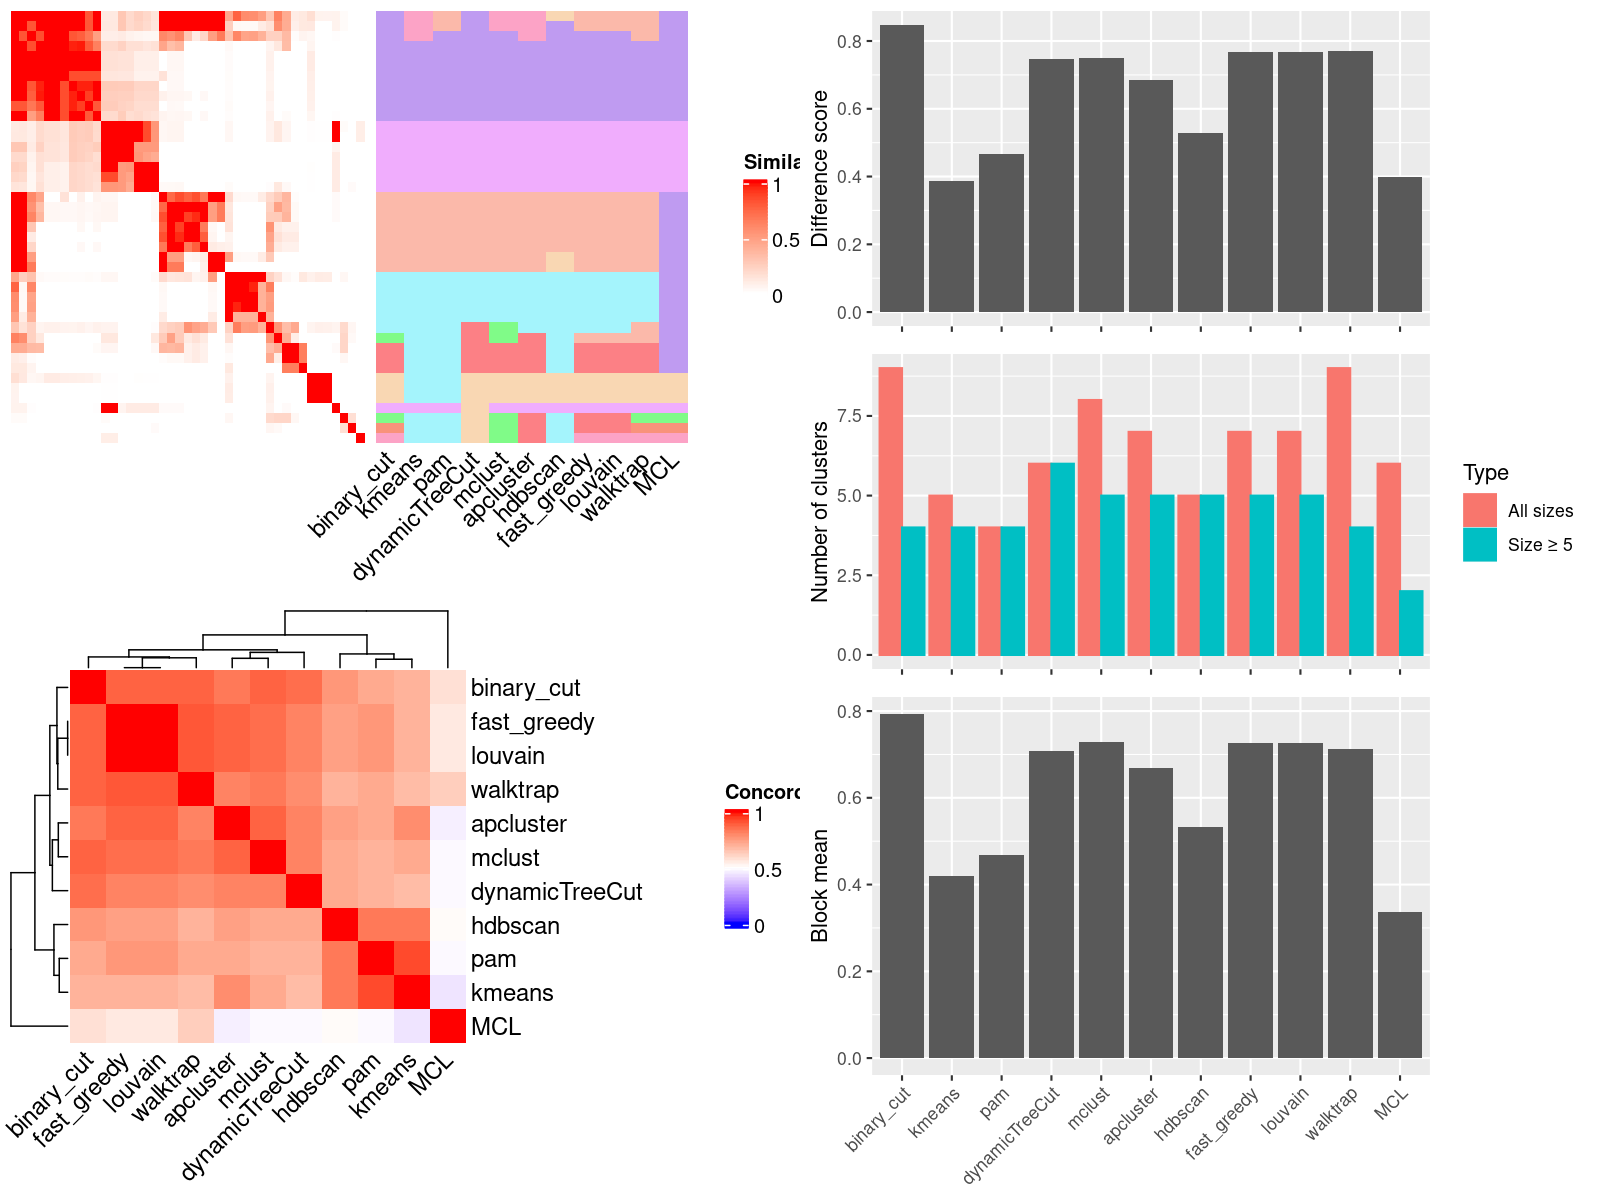 Simila
1
0.5
0
binary_cut
kmeans
pam
dynamicTreeCut
mclust
apcluster
hdbscan
fast_greedy
louvain
walktrap
MCL
binary_cut
fast_greedy
louvain
walktrap
apcluster
mclust
dynamicTreeCut
hdbscan
pam
kmeans
MCL
binary_cut
fast_greedy
louvain
walktrap
apcluster
mclust
dynamicTreeCut
hdbscan
pam
kmeans
MCL
Concord
1
0.5
0
Difference score
0.8
0.6
0.4
0.2
0.0
Number of clusters
7.5
5.0
2.5
0.0
Type
All sizes
Size ≥ 5
Block mean
0.8
0.6
0.4
0.2
0.0
binary_cut
kmeans
pam
dynamicTreeCut
mclust
apcluster
hdbscan
fast_greedy
louvain
walktrap
MCL